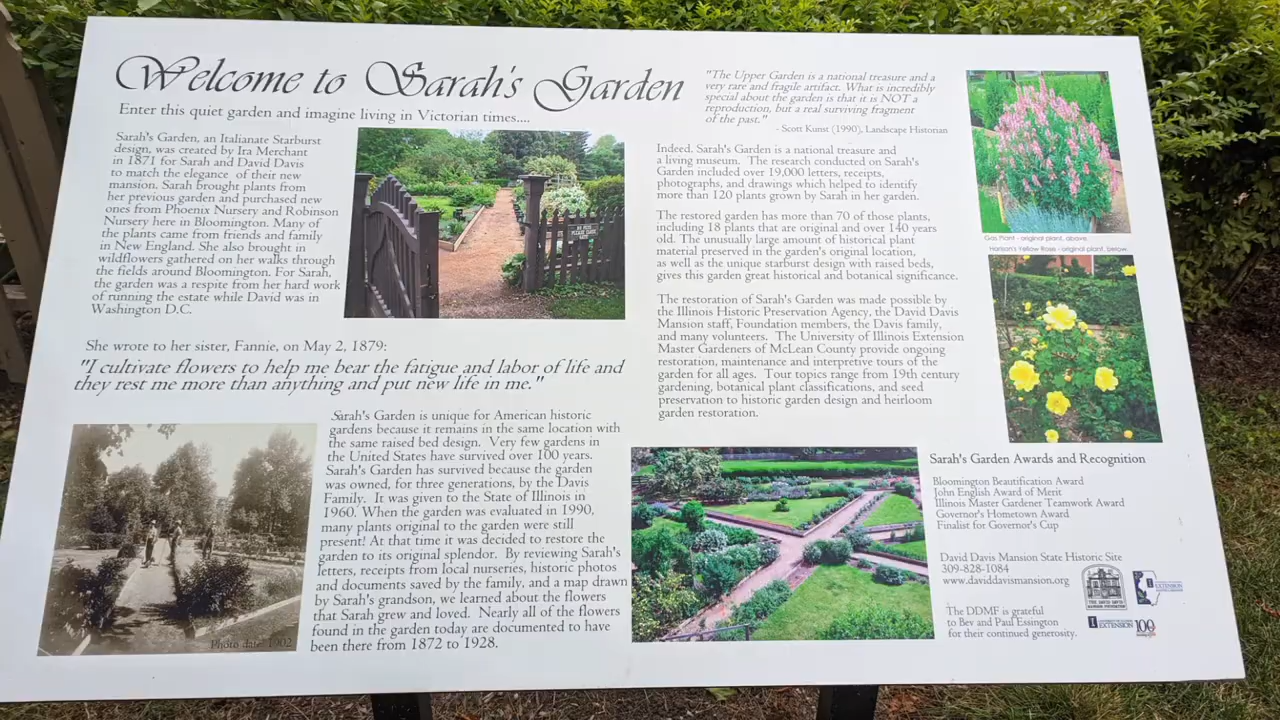 Welcome to Sarah's Garden
Enter this quiet garden and imagine living in Victorian times....
Sarah's Garden, an Italianate Starburst
design, was created by Ira Merchant
in 1871 for Sarah and David Davis
to match the elegance of their new
mansion. Sarah brought plants from
her previous garden and purchased new
ones from Phoenix Nursery and Robinson
Nursery here in Bloomington. Many of
the plants came from friends and family
in New England. She also brought in
wildflowers gathered on her walks through
the fields around Bloomington. For Sarah,
the garden was a respite from her hard work
of running the estate while David was in
Washington D.C.
She wrote to her sister, Fannie, on May 2, 1879:
"I cultivate flowers to help me bear the fatigue and labor of life and
they rest me more than anything and put new life in me."
Photo date: 1902
Sarah's Garden is unique for American historic
gardens because it remains in the same location with
the same raised bed design. Very few gardens in
the United States have survived over 100 years.
Sarah's Garden has survived because the garden
was owned, for three generations, by the Davis
Family. It was given to the State of Illinois in
1960. When the garden was evaluated in 1990,
many plants original to the garden were still
present! At that time it was decided to restore the
garden to its original splendor. By reviewing Sarah's
letters, receipts from local nurseries, historic photos
and documents saved by the family, and a map drawn
by Sarah's grandson, we learned about the flowers
that Sarah grew and loved. Nearly all of the flowers
found in the garden today are documented to have
been there from 1872 to 1928.
"The Upper Garden is a national treasure and a
very rare and fragile artifact. What is incredibly
special about the garden is that it is NOT a
reproduction, but a real surviving fragment
of the past."
- Scott Kunst (1990), Landscape Historian
Indeed, Sarah's Garden is a national treasure and
a living museum. The research conducted on Sarah's
Garden included over 19,000 letters, receipts,
photographs, and drawings which helped to identify
more than 120 plants grown by Sarah in her garden.
The restored garden has more than 70 of those plants,
including 18 plants that are original and over 140 years
old. The unusually large amount of historical plant
material preserved in the garden's original location,
as well as the unique starburst design with raised beds,
gives this garden great historical and botanical significance.
The restoration of Sarah's Garden was made possible by
the Illinois Historic Preservation Agency, the David Davis
Mansion staff, Foundation members, the Davis family,
and many volunteers. The University of Illinois Extension
Master Gardeners of McLean County provide ongoing
restoration, maintenance and interpretive tours of the
garden for all ages. Tour topics range from 19th century
gardening, botanical plant classifications, and seed
preservation to historic garden design and heirloom
garden restoration.
Gas Plant - original plant, above.
Harison's Yellow Rose - original plant, below.
Sarah's Garden Awards and Recognition
Bloomington Beautification Award
John English Award of Merit
Illinois Master Gardener Teamwork Award
Governor's Hometown Award
Finalist for Governor's Cup
David Davis Mansion State Historic Site
309-828-1084
www.daviddavismansion.org
The DDMF is grateful
to Bev and Paul Essington
for their continued generosity.
THE DAVID DAVIS
MANSION FOUNDATION
EXTENSION
EXTENSION 100